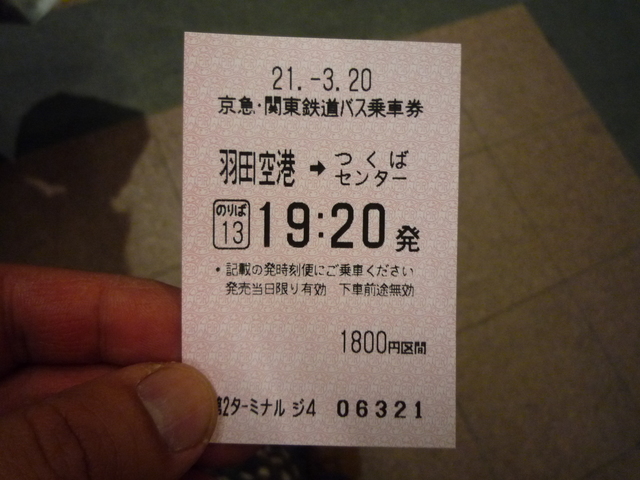 21.-3.20
京急・関東鉄道バス乗車券
羽田空港 → つくばセンター
のりば 13 19:20 発
・記載の発時刻便にご乗車ください
発売当日限り有効 下車前途無効
1800円区間
第2ターミナル ジ4 06321